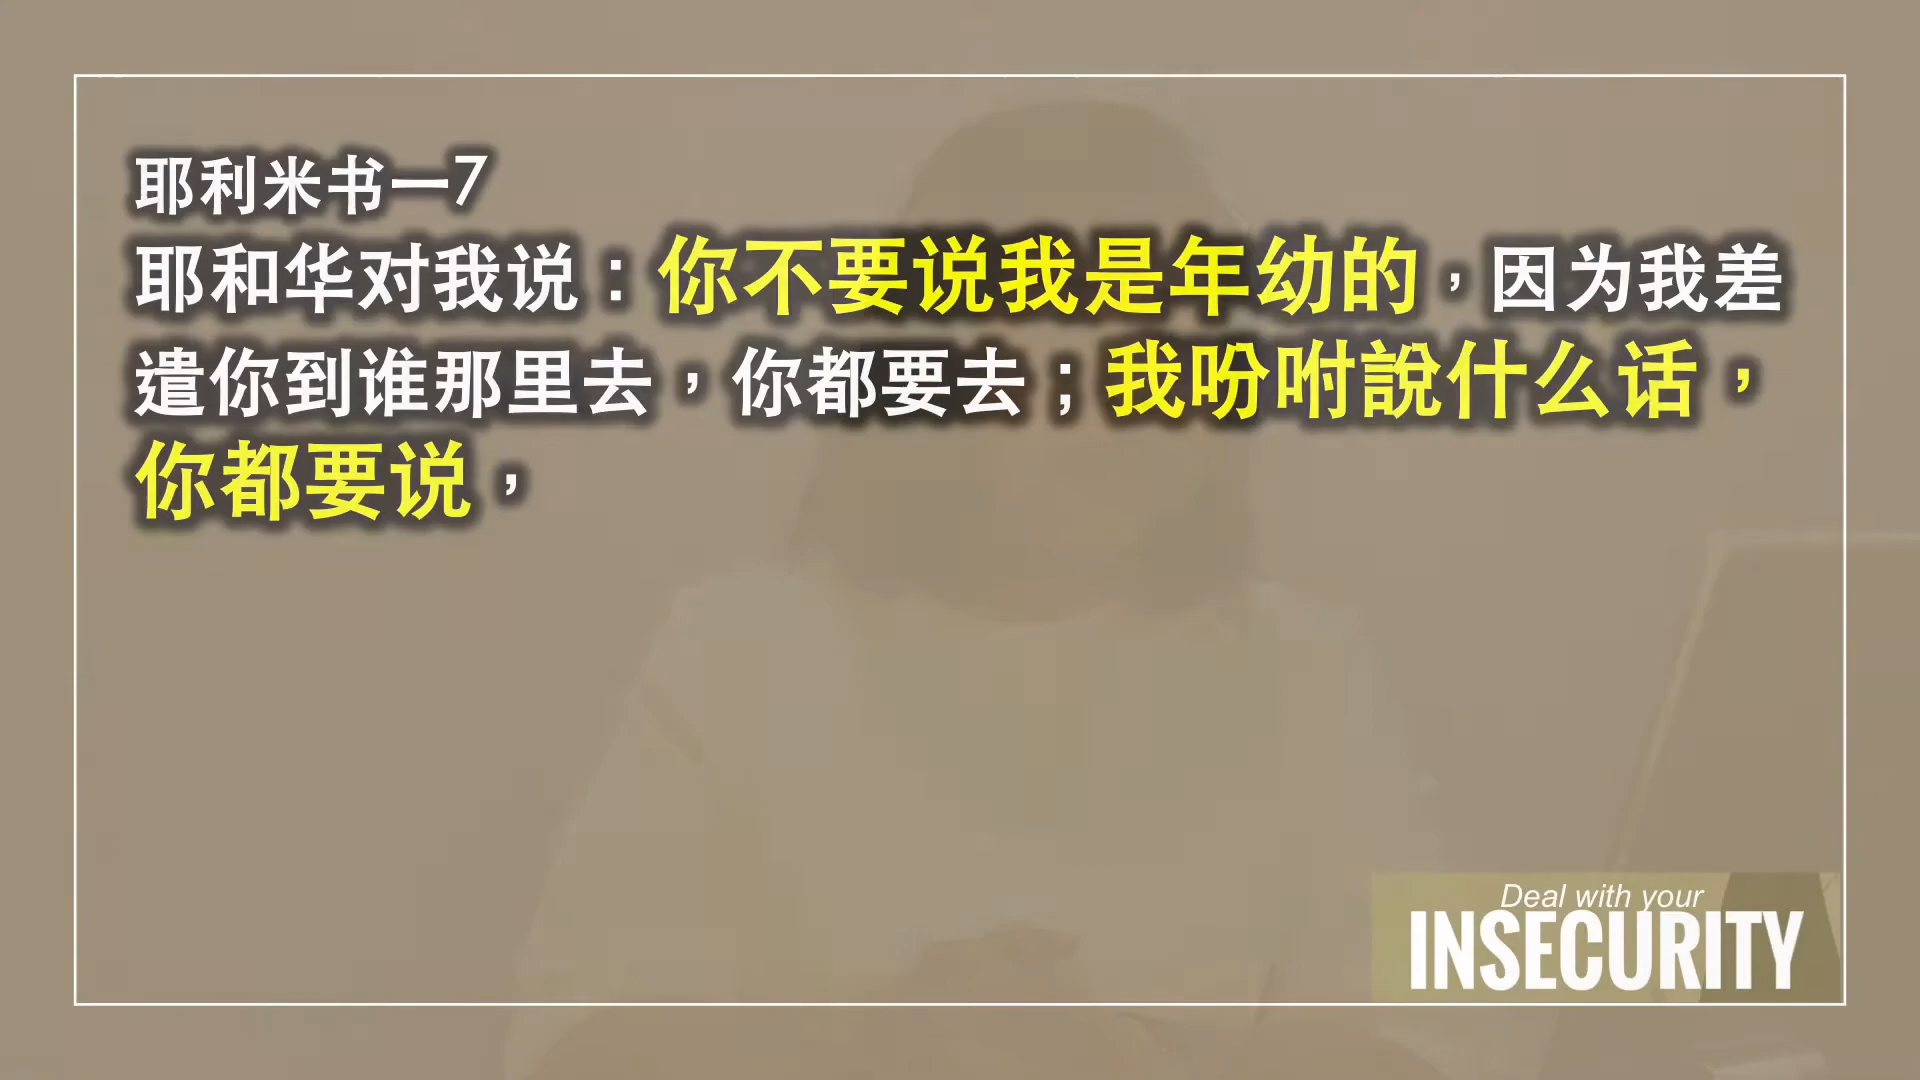 耶利米书一7
耶和华对我说：你不要说我是年幼的，因为我差
遣你到谁那里去，你都要去；我吩咐說什么话，
你都要说，
Deal with your
INSECURITY